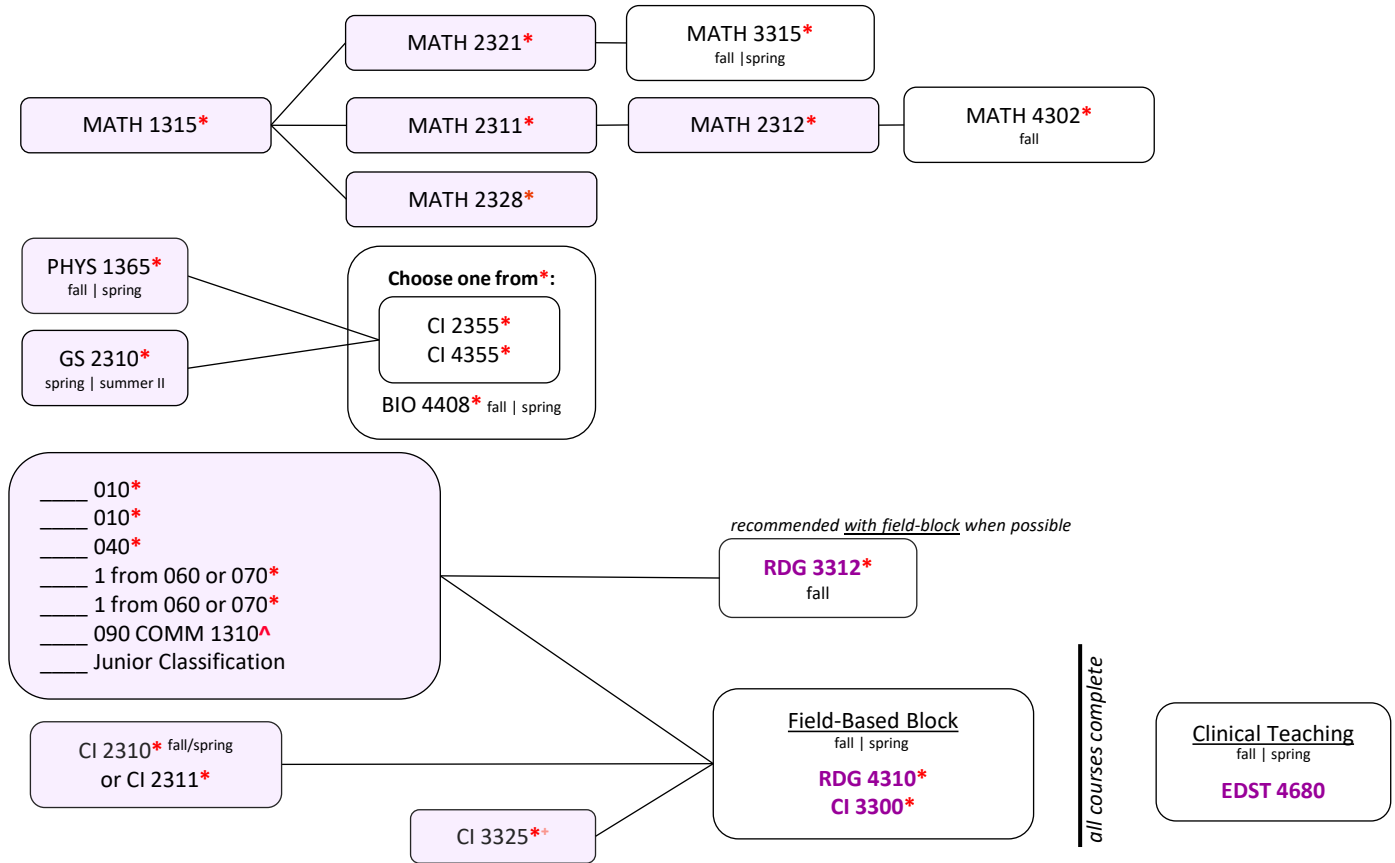 MATH 2321*
MATH 3315*
fall |spring
MATH 1315*
MATH 2311*
MATH 2312*
MATH 4302*
fall
MATH 2328*
PHYS 1365*
fall | spring
GS 2310*
spring | summer II
Choose one from*:
CI 2355*
CI 4355*
BIO 4408* fall | spring
____ 010*
____ 010*
____ 040*
____ 1 from 060 or 070*
____ 1 from 060 or 070*
____ 090 COMM 1310^
____ Junior Classification
recommended with field-block when possible
RDG 3312*
fall
CI 2310* fall/spring
or CI 2311*
CI 3325*+
Field-Based Block
fall | spring
RDG 4310*
CI 3300*
all courses complete
Clinical Teaching
fall | spring
EDST 4680